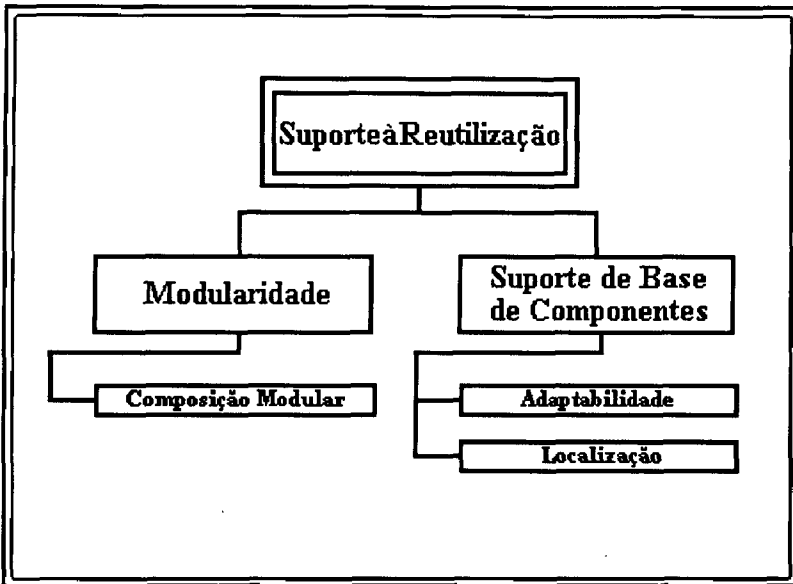 SuporteàReutilização
Modularidade
Suporte de Base
de Componentes
Composição Modular
Adaptabilidade
Localização